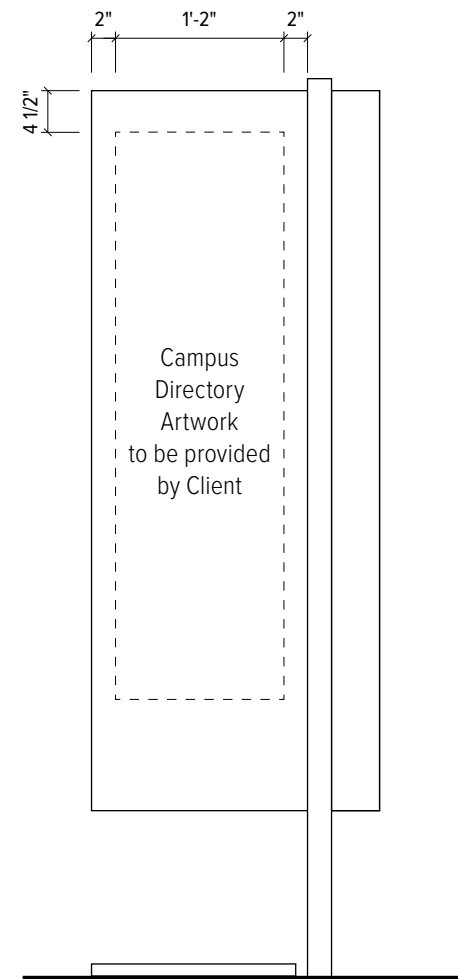 2" 1'-2" 2"
4 1/2"
Campus
Directory
Artwork
to be provided
by Client